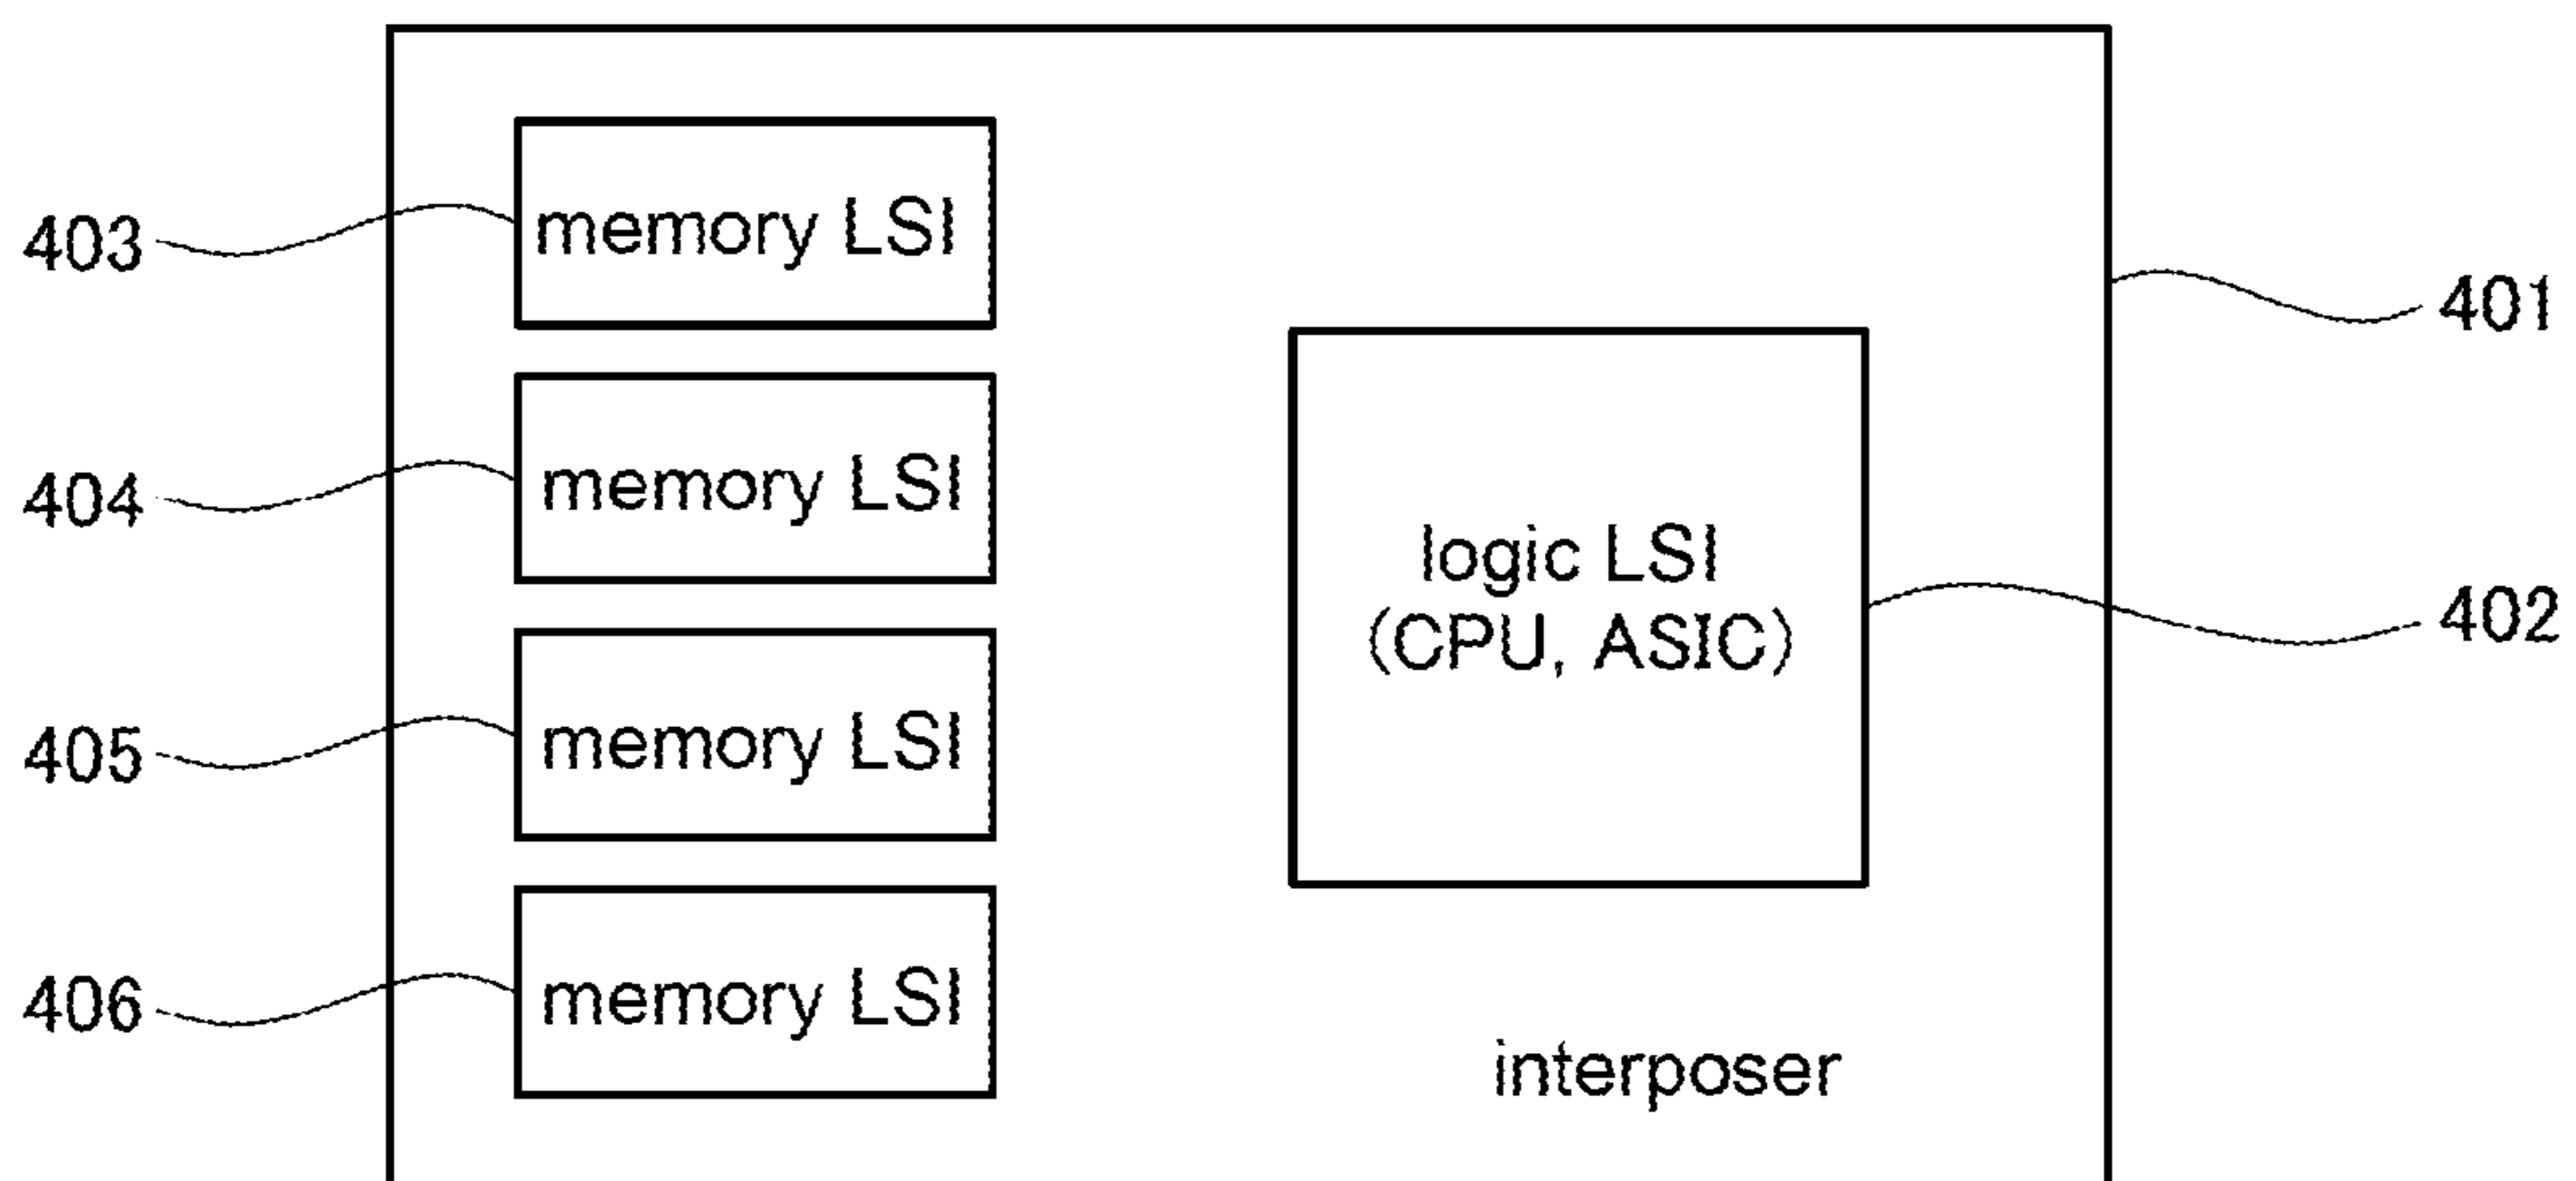 403
memory LSI
401
404
memory LSI
logic LSI
(CPU, ASIC)
402
405
memory LSI
406
memory LSI
interposer